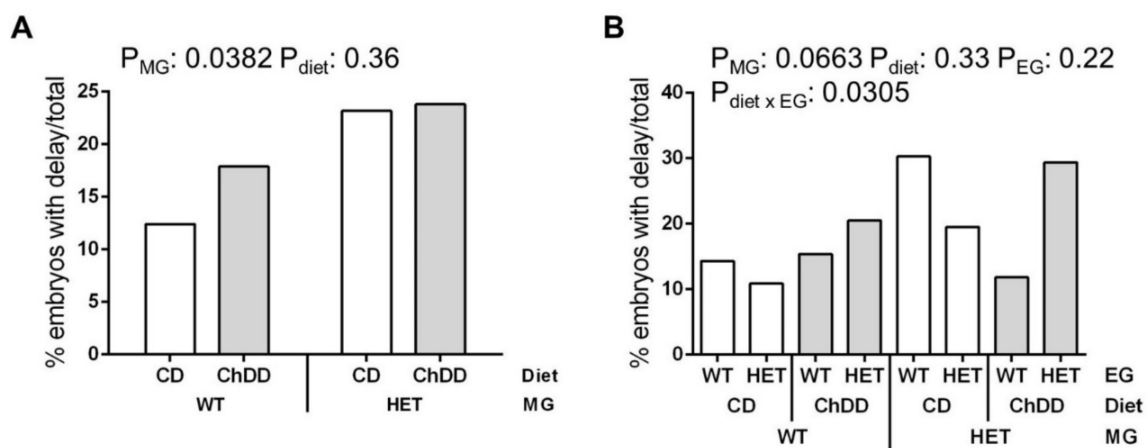 A
P_MG: 0.0382 P_diet: 0.36
% embryos with delay/total
25
20
15
10
5
0
CD ChDD CD ChDD Diet
WT HET MG
B
P_MG: 0.0663 P_diet: 0.33 P_EG: 0.22
P_diet x EG: 0.0305
% embryos with delay/total
40
30
20
10
0
WT HET WT HET WT HET WT HET EG
CD ChDD CD ChDD Diet
WT HET MG